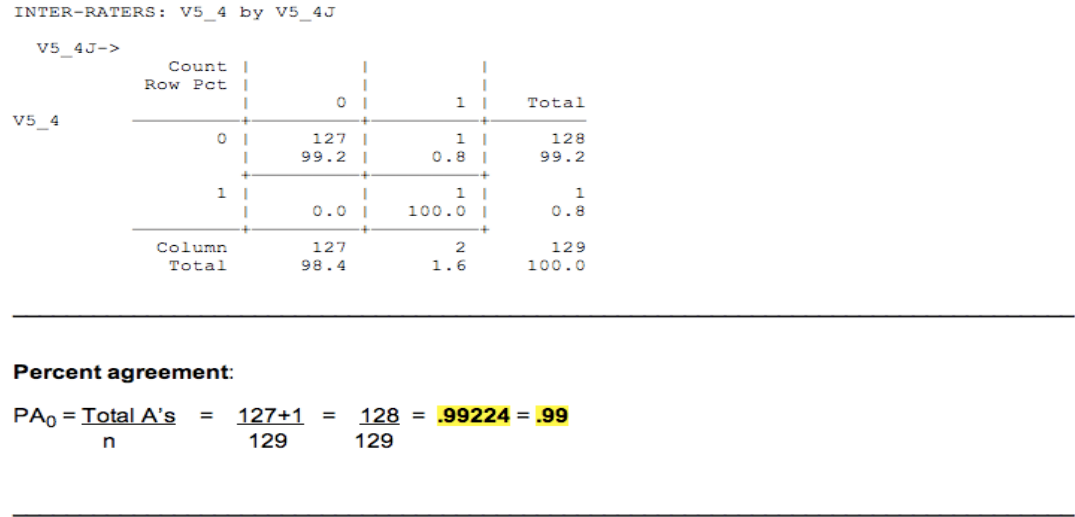 INTER-RATERS: V5_4 by V5_4J
V5_4J->
Count |
Row Pct |
0 | 1 | Total
V5_4
0 | 127 | 1 | 128
| 99.2 | 0.8 | 99.2
1 | | 1 | 1
| 0.0 | 100.0 | 0.8
Column 127 2 129
Total 98.4 1.6 100.0
Percent agreement:
PA0 = Total A's = 127+1 = 128 = .99224 = .99
n 129 129